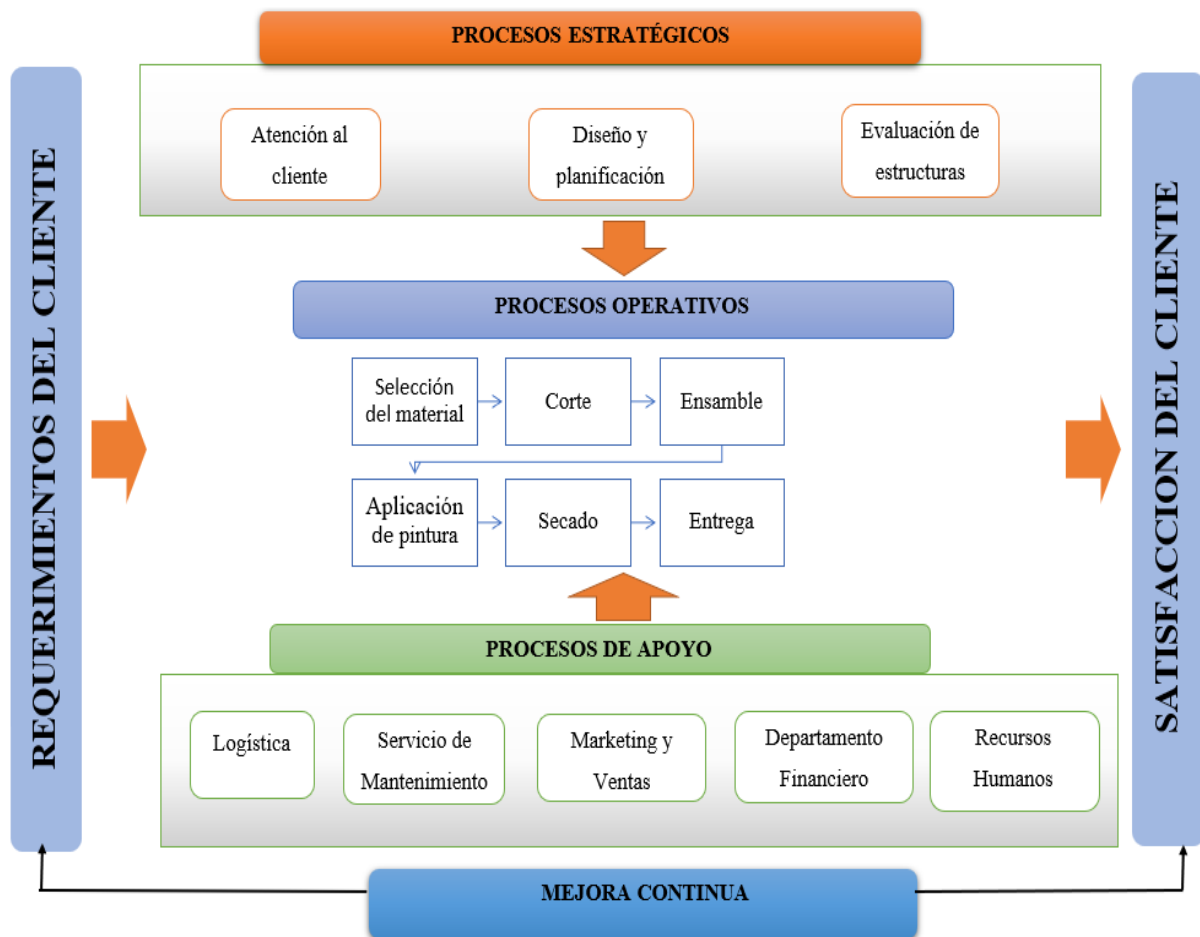 PROCESOS ESTRATÉGICOS
Atención al
cliente
Diseño y
planificación
Evaluación de
estructuras
REQUERIMIENTOS DEL CLIENTE
PROCESOS OPERATIVOS
Selección
del material
Corte
Ensamble
Aplicación
de pintura
Secado
Entrega
PROCESOS DE APOYO
Logística
Servicio de
Mantenimiento
Marketing y
Ventas
Departamento
Financiero
Recursos
Humanos
SATISFACCION DEL CLIENTE
MEJORA CONTINUA